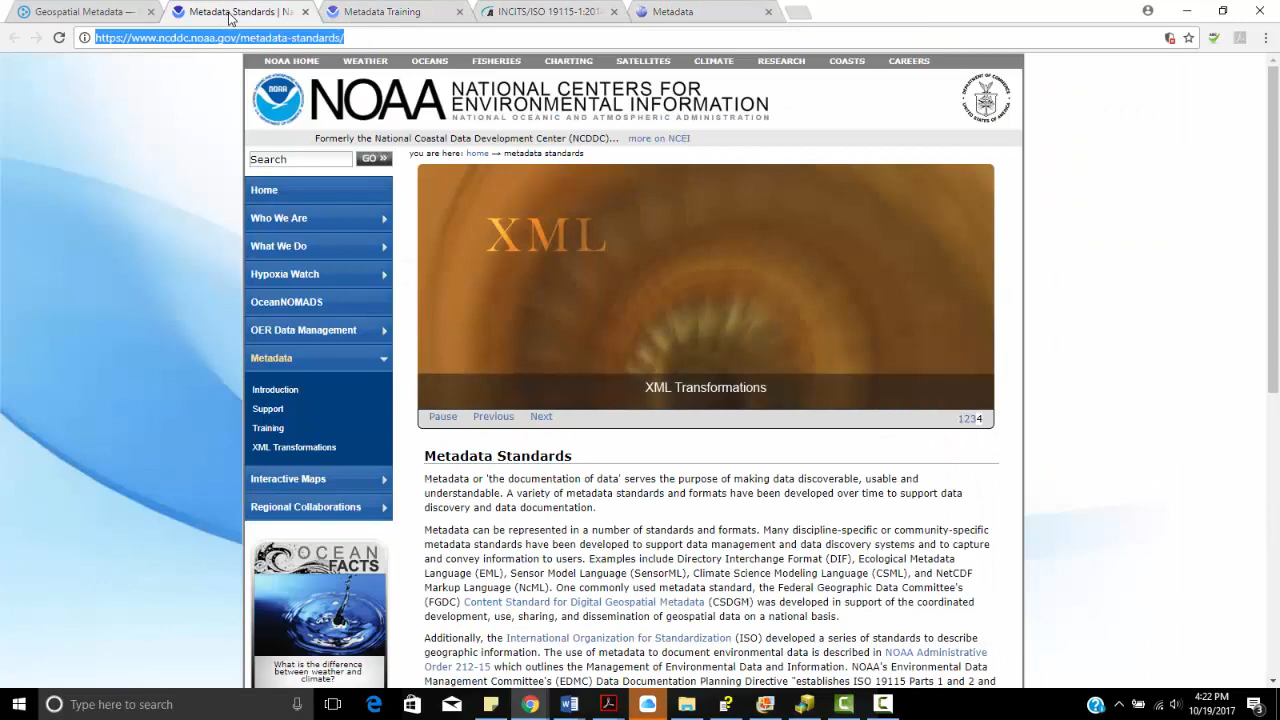 Geospatial Metadata —
Metadata Standards | Na
Metadata Training
INCITS/ISO 19115-1:201
Metadata
https://www.ncddc.noaa.gov/metadata-standards/
NOAA HOME WEATHER OCEANS FISHERIES CHARTING SATELLITES CLIMATE RESEARCH COASTS CAREERS
NOAA
NATIONAL CENTERS FOR
ENVIRONMENTAL INFORMATION
NATIONAL OCEANIC AND ATMOSPHERIC ADMINISTRATION
Formerly the National Coastal Data Development Center (NCDDC)... more on NCEI
Search GO »
you are here: home → metadata standards
Home
Who We Are
What We Do
Hypoxia Watch
OceanNOMADS
OER Data Management
Metadata
Introduction
Support
Training
XML Transformations
Interactive Maps
Regional Collaborations
OCEAN
FACTS
What is the difference
between weather and
climate?
XML
XML Transformations
Pause Previous Next 1234
Metadata Standards
Metadata or 'the documentation of data' serves the purpose of making data discoverable, usable and
understandable. A variety of metadata standards and formats have been developed over time to support data
discovery and data documentation.
Metadata can be represented in a number of standards and formats. Many discipline-specific or community-specific
metadata standards have been developed to support data management and data discovery systems and to capture
and convey information to users. Examples include Directory Interchange Format (DIF), Ecological Metadata
Language (EML), Sensor Model Language (SensorML), Climate Science Modeling Language (CSML), and NetCDF
Markup Language (NcML). One commonly used metadata standard, the Federal Geographic Data Committee's
(FGDC) Content Standard for Digital Geospatial Metadata (CSDGM) was developed in support of the coordinated
development, use, sharing, and dissemination of geospatial data on a national basis.
Additionally, the International Organization for Standardization (ISO) developed a series of standards to describe
geographic information. The use of metadata to document environmental data is described in NOAA Administrative
Order 212-15 which outlines the Management of Environmental Data and Information. NOAA's Environmental Data
Management Committee (EDMC) Data Documentation Planning Directive "establishes ISO 19115 Parts 1 and 2 and
Type here to search
4:22 PM
10/19/2017